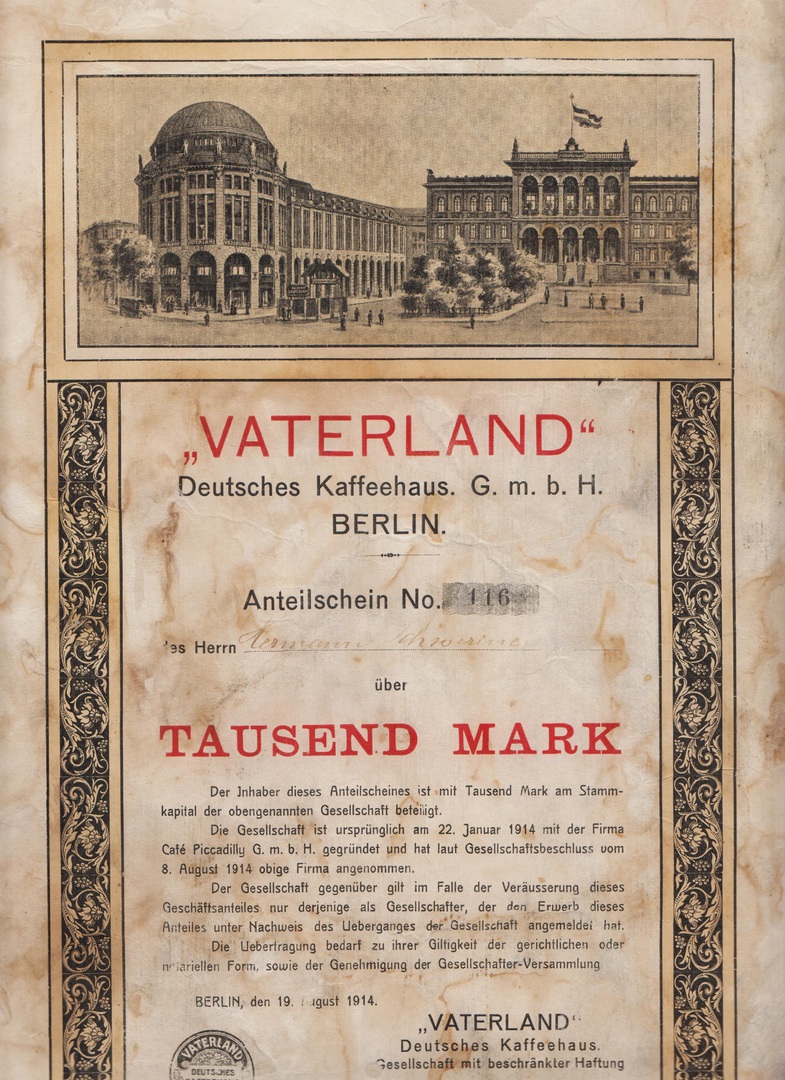 „VATERLAND“
Deutsches Kaffeehaus. G. m. b. H.
BERLIN.
Anteilschein No. 116
des Herrn Hermann
über
TAUSEND MARK
Der Inhaber dieses Anteilscheines ist mit Tausend Mark am Stamm-
kapital der obengenannten Gesellschaft beteiligt.
Die Gesellschaft ist ursprünglich am 22. Januar 1914 mit der Firma
Café Piccadilly G. m. b. H. gegründet und hat laut Gesellschaftsbeschluss vom
8. August 1914 obige Firma angenommen.
Der Gesellschaft gegenüber gilt im Falle der Veräusserung dieses
Geschäftsanteiles nur derjenige als Gesellschafter, der den Erwerb dieses
Anteiles unter Nachweis des Ueberganges der Gesellschaft angemeldet hat.
Die Uebertragung bedarf zu ihrer Giltigkeit der gerichtlichen oder
notariellen Form, sowie der Genehmigung der Gesellschafter-Versammlung
BERLIN, den 19. August 1914.
„VATERLAND“
Deutsches Kaffeehaus.
Gesellschaft mit beschränkter Haftung
VATERLAND
DEUTSCHES